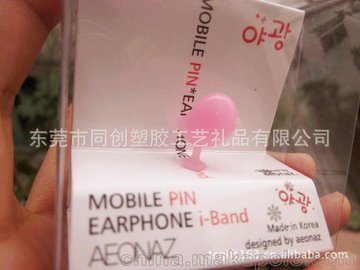 MOBILE PIN*EA
야광
东莞市同创塑胶工艺礼品有限公司
MOBILE PIN
EARPHONE i-Band
AEONAZ
야광
Made in Korea
designed by aeonaz